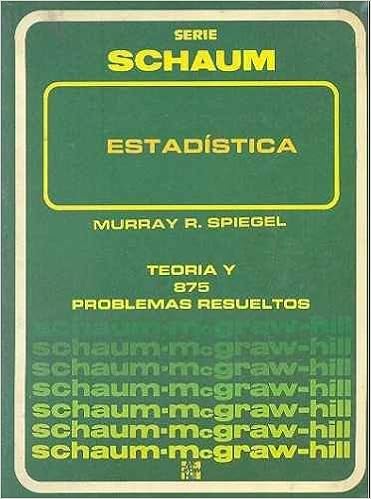 SERIE
SCHAUM
ESTADÍSTICA
MURRAY R. SPIEGEL
TEORIA Y
875
PROBLEMAS RESUELTOS
schaum·mcgraw-hill
schaum·mcgraw-hill
schaum·mcgraw-hill
schaum·mcgraw-hill
schaum·mcgraw-hill
schaum·mcgraw-hill